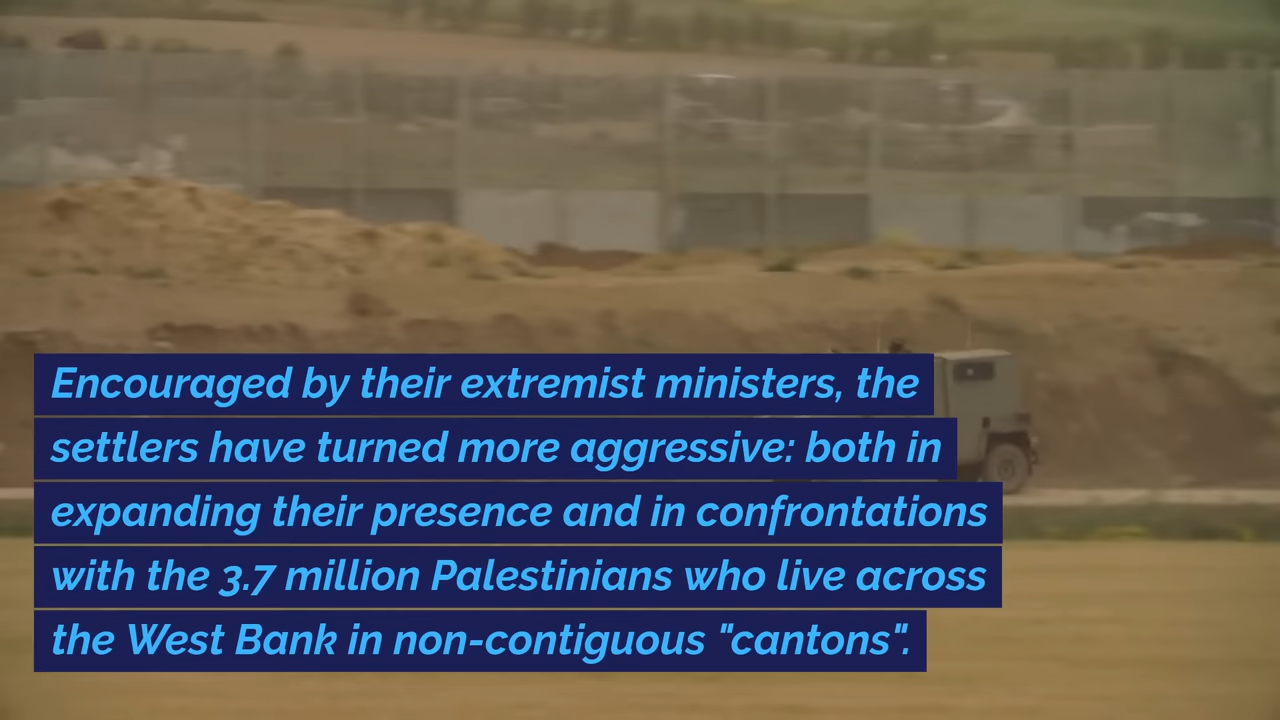 Encouraged by their extremist ministers, the
settlers have turned more aggressive: both in
expanding their presence and in confrontations
with the 3.7 million Palestinians who live across
the West Bank in non-contiguous "cantons".